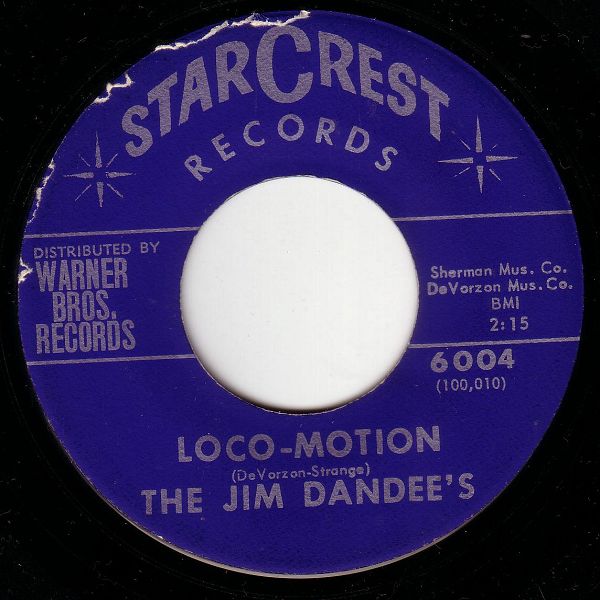 STARCREST
RECORDS
DISTRIBUTED BY
WARNER
BROS.
RECORDS
Sherman Mus. Co.
DeVorzon Mus. Co.
BMI
2:15
6004
(100,010)
LOCO-MOTION
(DeVorzon-Strange)
THE JIM DANDEE'S